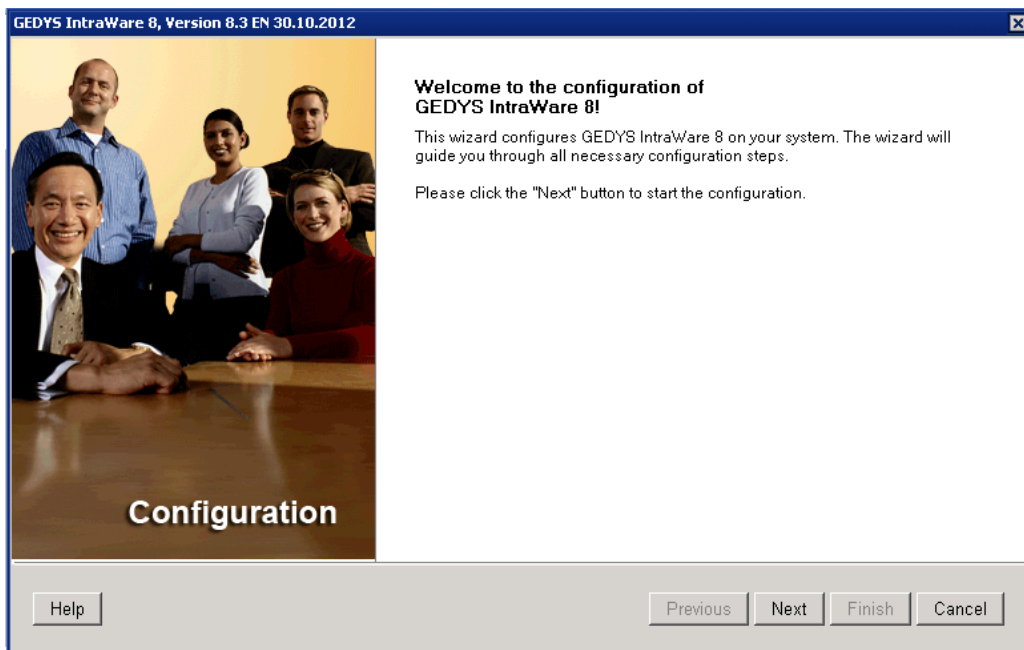 GEDYS IntraWare 8, Version 8.3 EN 30.10.2012
Welcome to the configuration of
GEDYS IntraWare 8!
This wizard configures GEDYS IntraWare 8 on your system. The wizard will
guide you through all necessary configuration steps.
Please click the "Next" button to start the configuration.
Configuration
Help
Previous
Next
Finish
Cancel